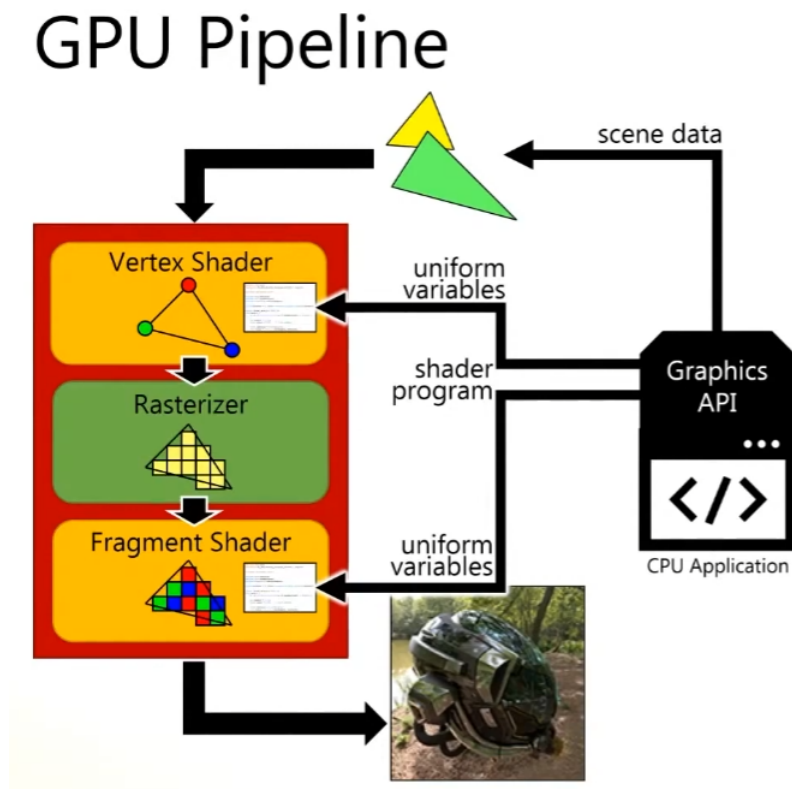 GPU Pipeline
scene data
Vertex Shader
uniform
variables
shader
program
Graphics
API
Rasterizer
</>
Fragment Shader
uniform
variables
CPU Application